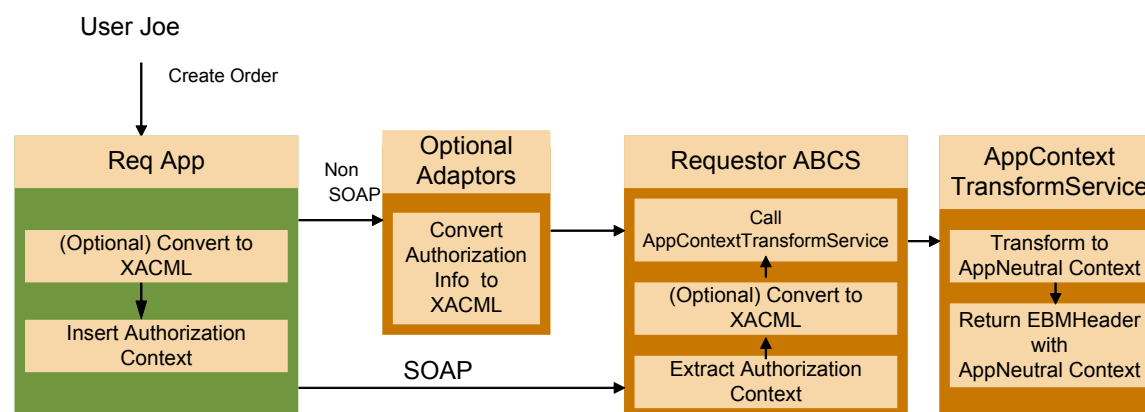 User Joe
Create Order
Req App
(Optional) Convert to
XACML
Insert Authorization
Context
Non
SOAP
SOAP
Optional
Adaptors
Convert
Authorization
Info to
XACML
Requestor ABCS
Call
AppContextTransformService
(Optional) Convert to
XACML
Extract Authorization
Context
AppContext
TransformService
Transform to
AppNeutral Context
Return EBMHeader
with
AppNeutral Context